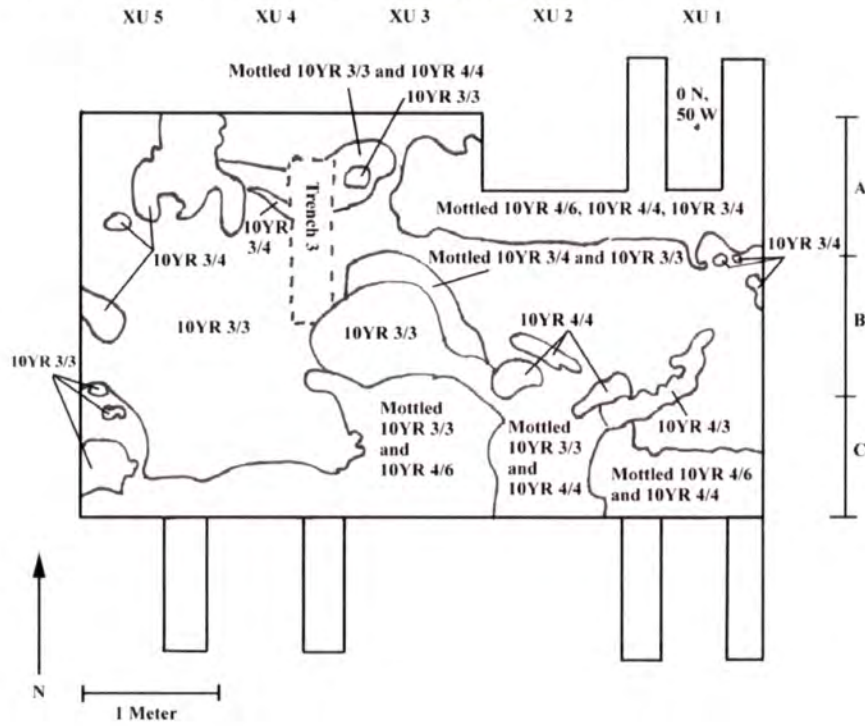 XU 5
XU 4
XU 3
XU 2
XU 1
Mottled 10YR 3/3 and 10YR 4/4
10YR 3/3
0 N,
50 W
A
Trench 3
10YR
3/4
Mottled 10YR 4/6, 10YR 4/4, 10YR 3/4
10YR 3/4
10YR 3/4
Mottled 10YR 3/4 and 10YR 3/3
10YR 3/3
10YR 3/3
10YR 4/4
B
10YR 3/3
Mottled
10YR 3/3
and
10YR 4/6
Mottled
10YR 3/3
and
10YR 4/4
10YR 4/3
Mottled 10YR 4/6
and 10YR 4/4
C
N
1 Meter